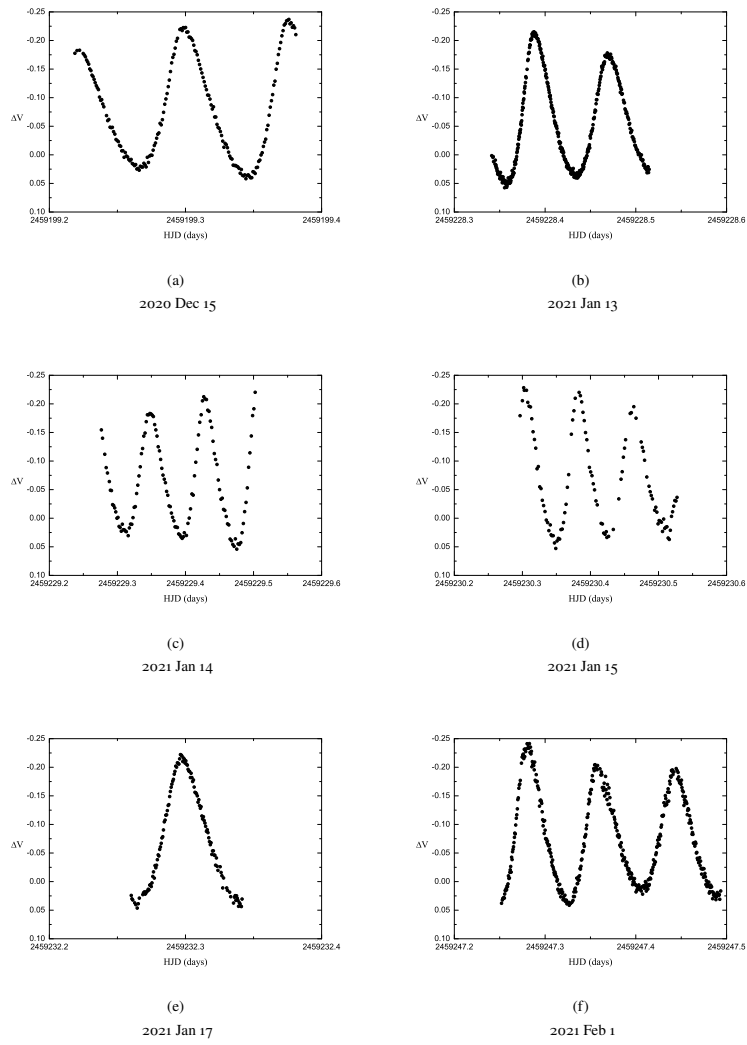 -0.25
-0.20
-0.15
-0.10
-0.05
0.00
0.05
0.10
ΔV
2459199.2 2459199.3 2459199.4
HJD (days)
(a)
2020 Dec 15
-0.25
-0.20
-0.15
-0.10
-0.05
0.00
0.05
0.10
ΔV
2459228.3 2459228.4 2459228.5 2459228.6
HJD (days)
(b)
2021 Jan 13
-0.25
-0.20
-0.15
-0.10
-0.05
0.00
0.05
0.10
ΔV
2459229.2 2459229.3 2459229.4 2459229.5 2459229.6
HJD (days)
(c)
2021 Jan 14
-0.25
-0.20
-0.15
-0.10
-0.05
0.00
0.05
0.10
ΔV
2459230.2 2459230.3 2459230.4 2459230.5 2459230.6
HJD (days)
(d)
2021 Jan 15
-0.25
-0.20
-0.15
-0.10
-0.05
0.00
0.05
0.10
ΔV
2459232.2 2459232.3 2459232.4
HJD (days)
(e)
2021 Jan 17
-0.25
-0.20
-0.15
-0.10
-0.05
0.00
0.05
0.10
ΔV
2459247.2 2459247.3 2459247.4 2459247.5
HJD (days)
(f)
2021 Feb 1